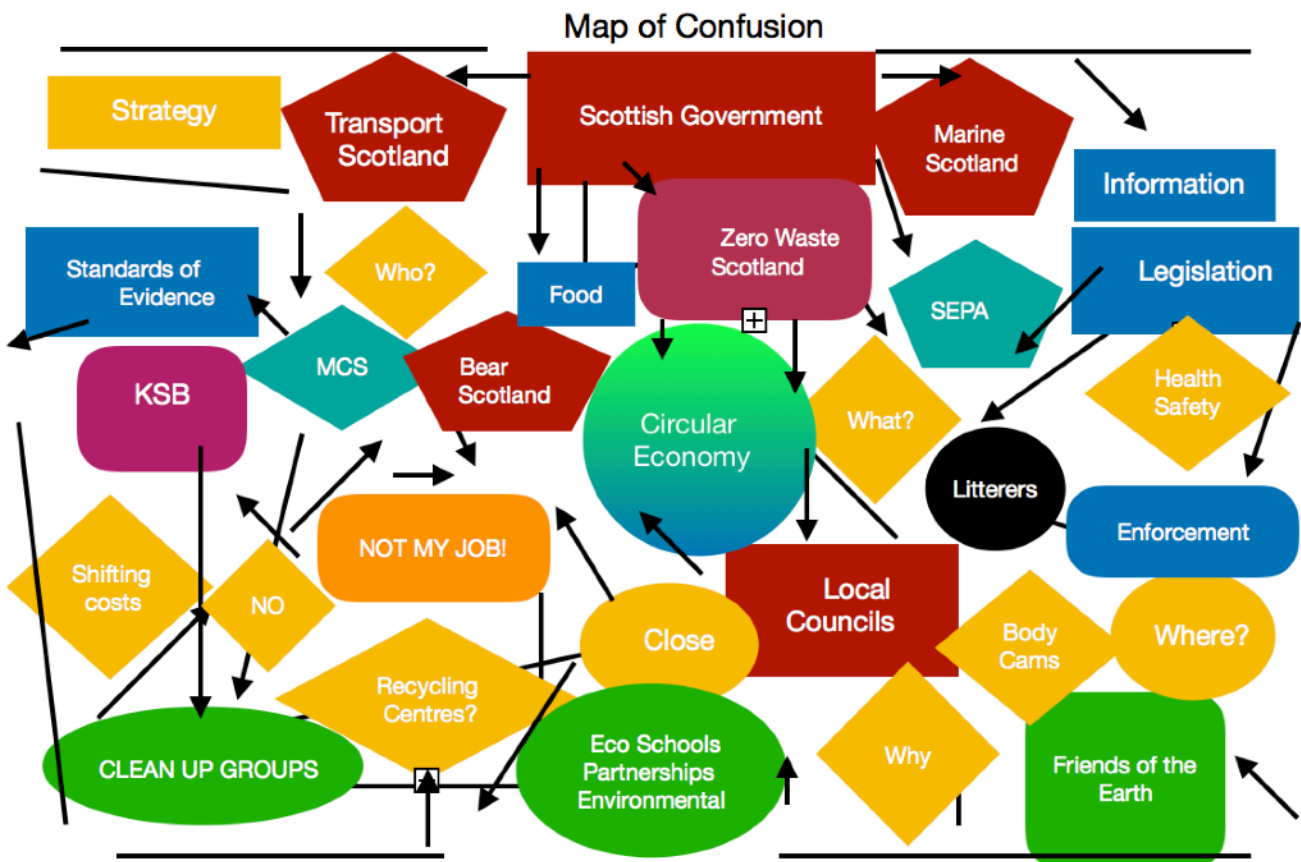 Map of Confusion
Strategy
Transport
Scotland
Scottish Government
Marine
Scotland
Information
Standards of
Evidence
Who?
Food
Zero Waste
Scotland
SEPA
Legislation
KSB
MCS
Bear
Scotland
Circular
Economy
What?
Health
Safety
Litterers
Shifting
costs
NO
NOT MY JOB!
Enforcement
Close
Local
Councils
Body
Cams
Where?
Recycling
Centres?
CLEAN UP GROUPS
Eco Schools
Partnerships
Environmental
Why
Friends of the
Earth